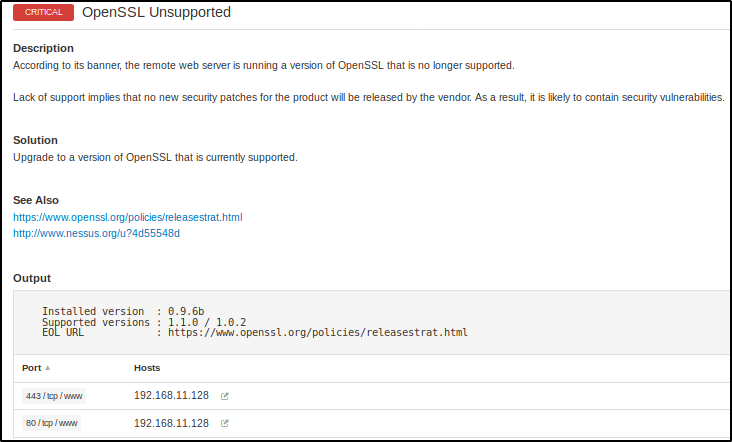 CRITICAL OpenSSL Unsupported
Description
According to its banner, the remote web server is running a version of OpenSSL that is no longer supported.
Lack of support implies that no new security patches for the product will be released by the vendor. As a result, it is likely to contain security vulnerabilities.
Solution
Upgrade to a version of OpenSSL that is currently supported.
See Also
https://www.openssl.org/policies/releasestrat.html
http://www.nessus.org/u?4d55548d
Output
Installed version : 0.9.6b
Supported versions : 1.1.0 / 1.0.2
EOL URL : https://www.openssl.org/policies/releasestrat.html
Port Hosts
443 / tcp / www 192.168.11.128
80 / tcp / www 192.168.11.128